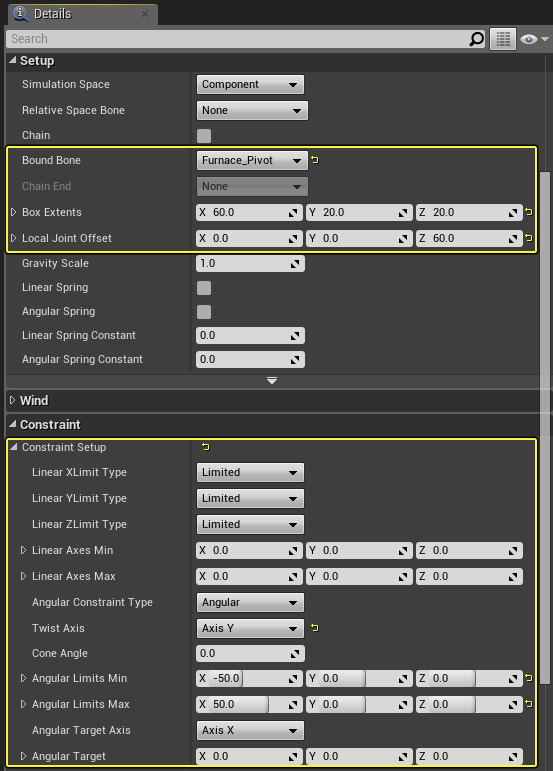 Details
Search
Setup
Simulation Space Component
Relative Space Bone None
Chain
Bound Bone Furnace_Pivot
Chain End None
Box Extents X 60.0 Y 20.0 Z 20.0
Local Joint Offset X 0.0 Y 0.0 Z 60.0
Gravity Scale 1.0
Linear Spring
Angular Spring
Linear Spring Constant 0.0
Angular Spring Constant 0.0
Wind
Constraint
Constraint Setup
Linear XLimit Type Limited
Linear YLimit Type Limited
Linear ZLimit Type Limited
Linear Axes Min X 0.0 Y 0.0 Z 0.0
Linear Axes Max X 0.0 Y 0.0 Z 0.0
Angular Constraint Type Angular
Twist Axis Axis Y
Cone Angle 0.0
Angular Limits Min X -50.0 Y 0.0 Z 0.0
Angular Limits Max X 50.0 Y 0.0 Z 0.0
Angular Target Axis Axis X
Angular Target X 0.0 Y 0.0 Z 0.0